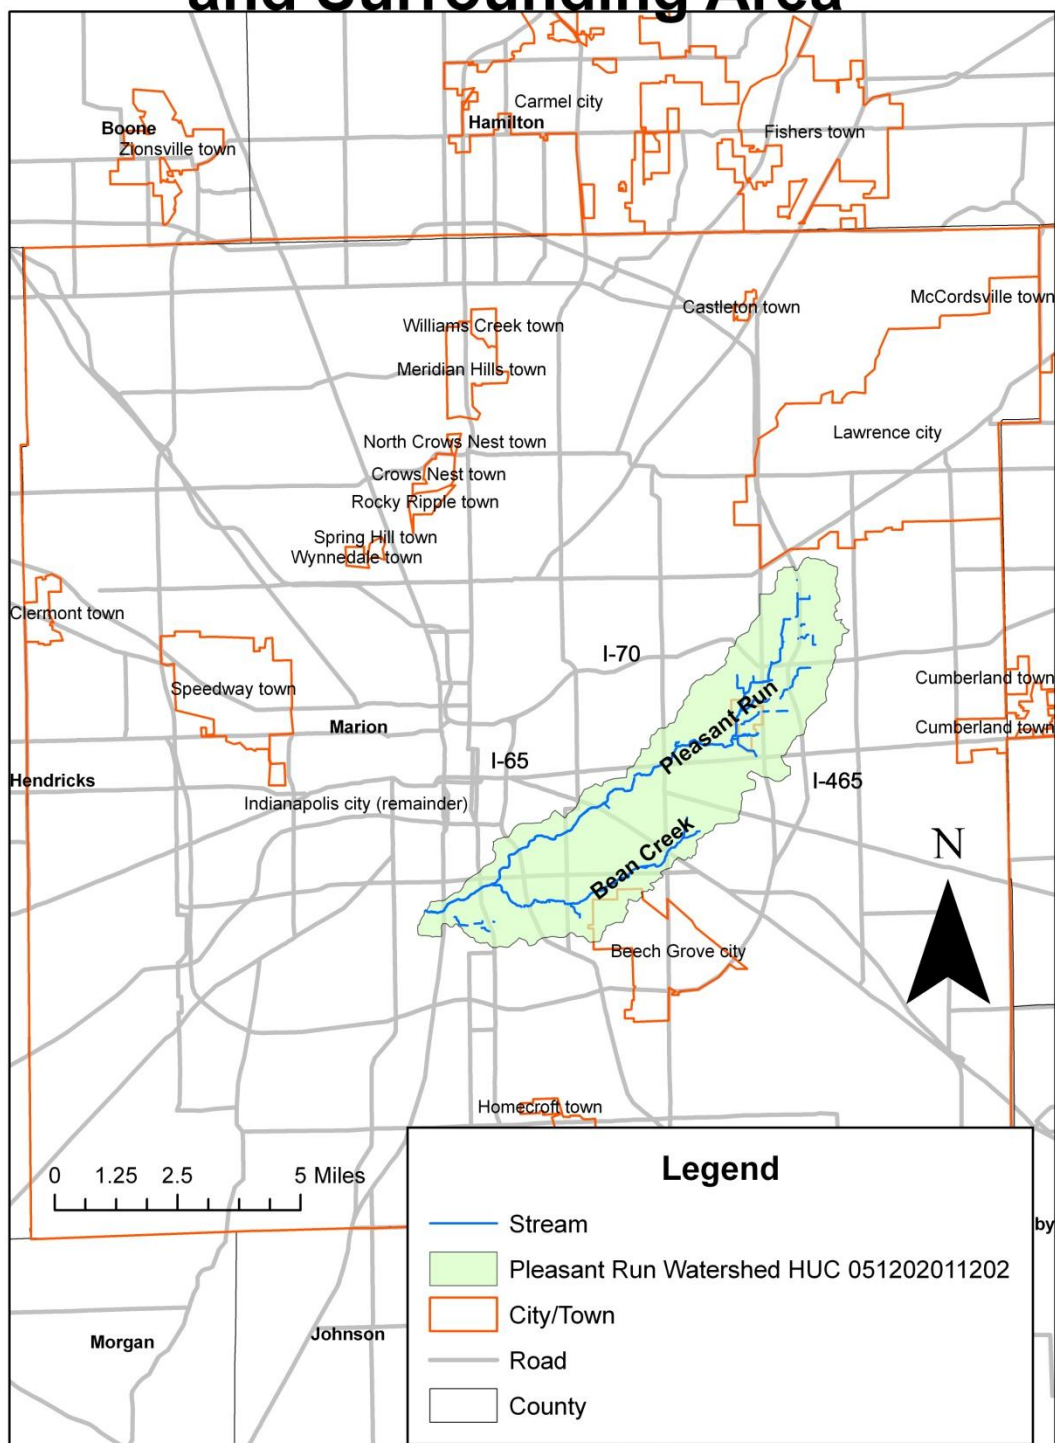 and Surrounding Area
Carmel city
Boone
Hamilton
Fishers town
Zionsville town
McCordsville town
Castleton town
Williams Creek town
Meridian Hills town
Lawrence city
North Crows Nest town
Crows Nest town
Rocky Ripple town
Spring Hill town
Wynnedale town
Clermont town
I-70
Cumberland town
Speedway town
Pleasant Run
Marion
Cumberland town
I-65
Hendricks
I-465
Indianapolis city (remainder)
N
Bean Creek
Beech Grove city
Homecroft town
Legend
0 1.25 2.5 5 Miles
Stream
by
Pleasant Run Watershed HUC 051202011202
City/Town
Johnson
Morgan
Road
County